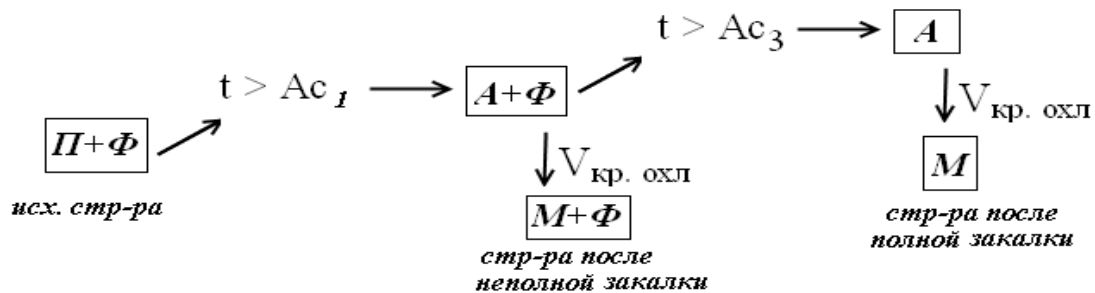 П+Ф
исх. стр-ра
t > Ac₁
А+Ф
Vкр. охл
М+Ф
стр-ра после
неполной закалки
t > Ac₃
А
Vкр. охл
М
стр-ра после
полной закалки